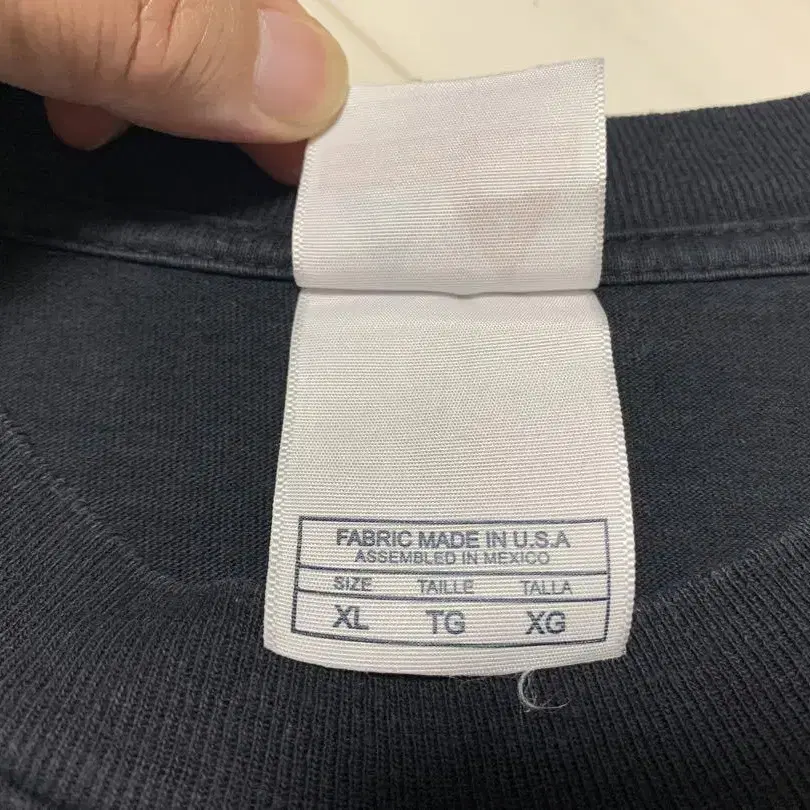 FABRIC MADE IN U.S.A
ASSEMBLED IN MEXICO
SIZE TAILLE TALLA
XL TG XG